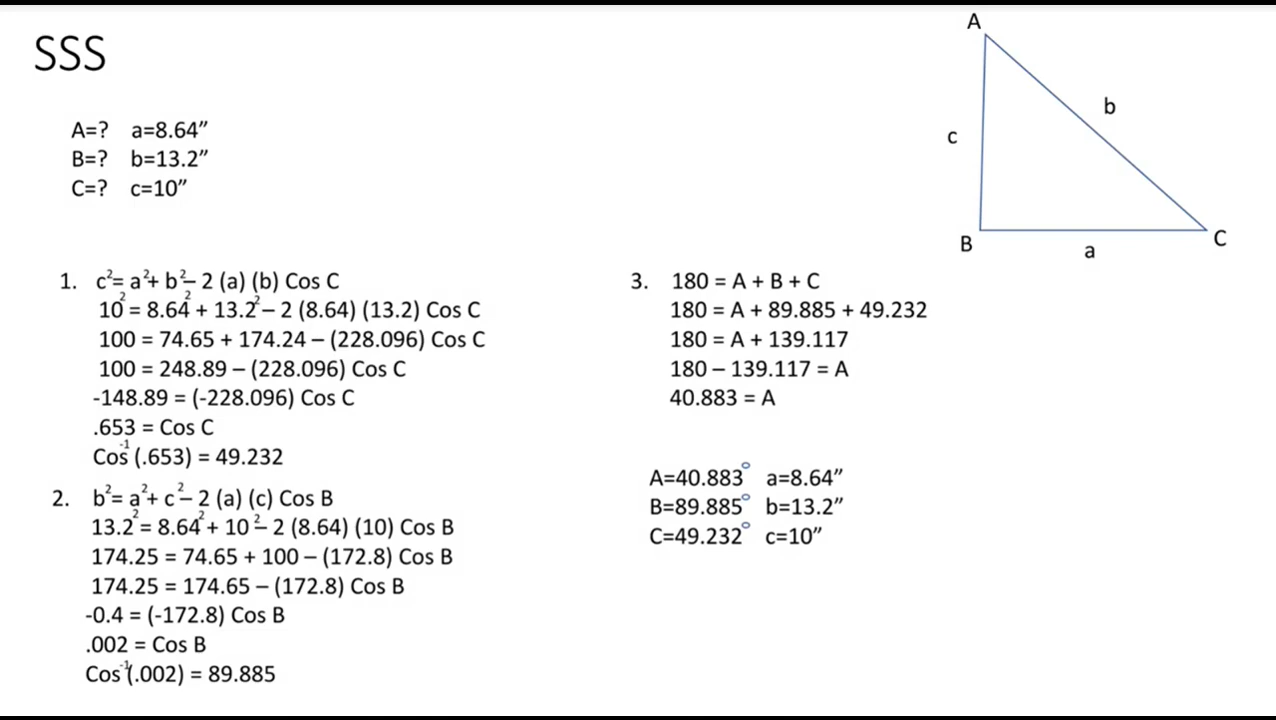 SSS
A=? a=8.64”
B=? b=13.2”
C=? c=10”
1. c²= a²+ b²– 2 (a) (b) Cos C
10² = 8.64² + 13.2² – 2 (8.64) (13.2) Cos C
100 = 74.65 + 174.24 – (228.096) Cos C
100 = 248.89 – (228.096) Cos C
-148.89 = (-228.096) Cos C
.653 = Cos C
Cos⁻¹ (.653) = 49.232
2. b²= a²+ c²– 2 (a) (c) Cos B
13.2² = 8.64² + 10² – 2 (8.64) (10) Cos B
174.25 = 74.65 + 100 – (172.8) Cos B
174.25 = 174.65 – (172.8) Cos B
-0.4 = (-172.8) Cos B
.002 = Cos B
Cos⁻¹(.002) = 89.885
3. 180 = A + B + C
180 = A + 89.885 + 49.232
180 = A + 139.117
180 – 139.117 = A
40.883 = A
A=40.883° a=8.64”
B=89.885° b=13.2”
C=49.232° c=10”
A
b
c
B
a
C